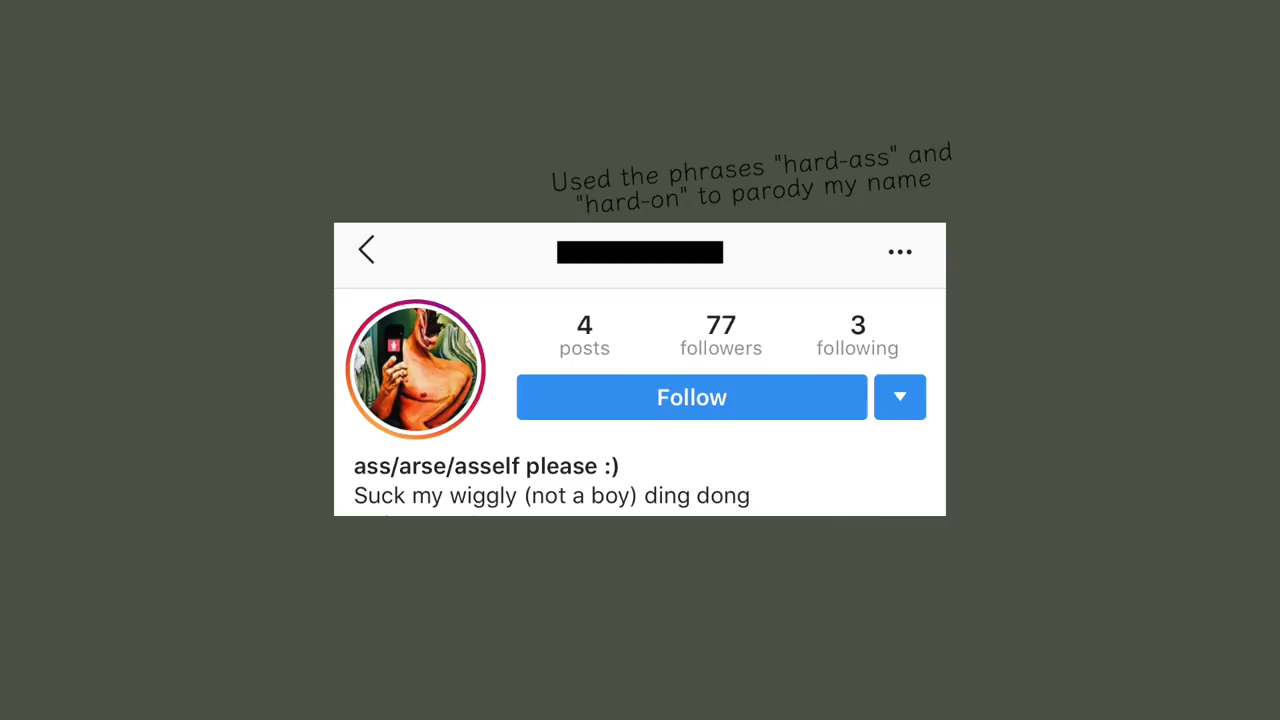 Used the phrases "hard-ass" and
"hard-on" to parody my name
4 77 3
posts followers following
Follow
ass/arse/asself please :)
Suck my wiggly (not a boy) ding dong